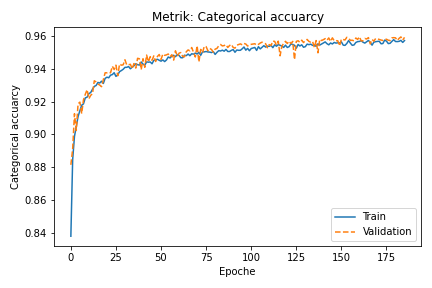 Metrik: Categorical accuarcy
Categorical accuarcy
0.96
0.94
0.92
0.90
0.88
0.86
0.84
0 25 50 75 100 125 150 175
Epoche
Train
Validation